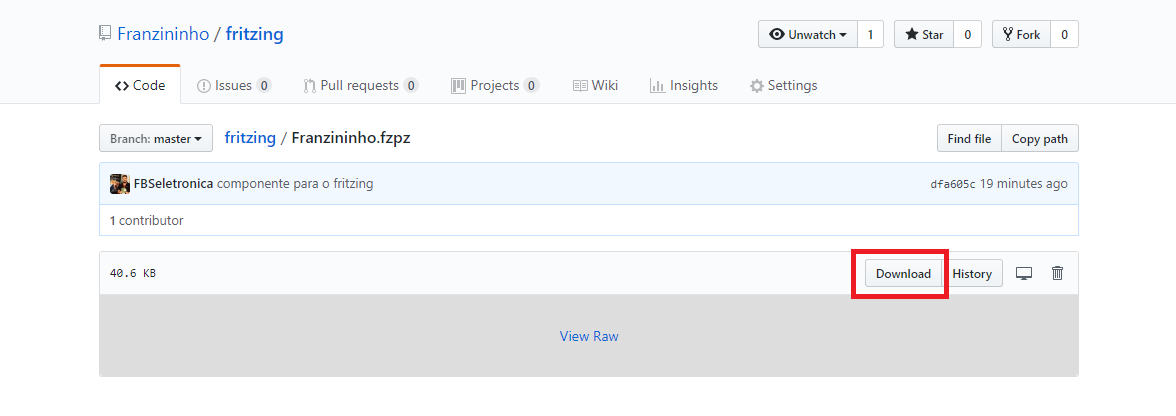 Franzininho / fritzing Unwatch 1 Star 0 Fork 0
Code Issues 0 Pull requests 0 Projects 0 Wiki Insights Settings
Branch: master fritzing / Franzininho.fzpz Find file Copy path
FBSeletronica componente para o fritzing dfa605c 19 minutes ago
1 contributor
40.6 KB Download History
View Raw